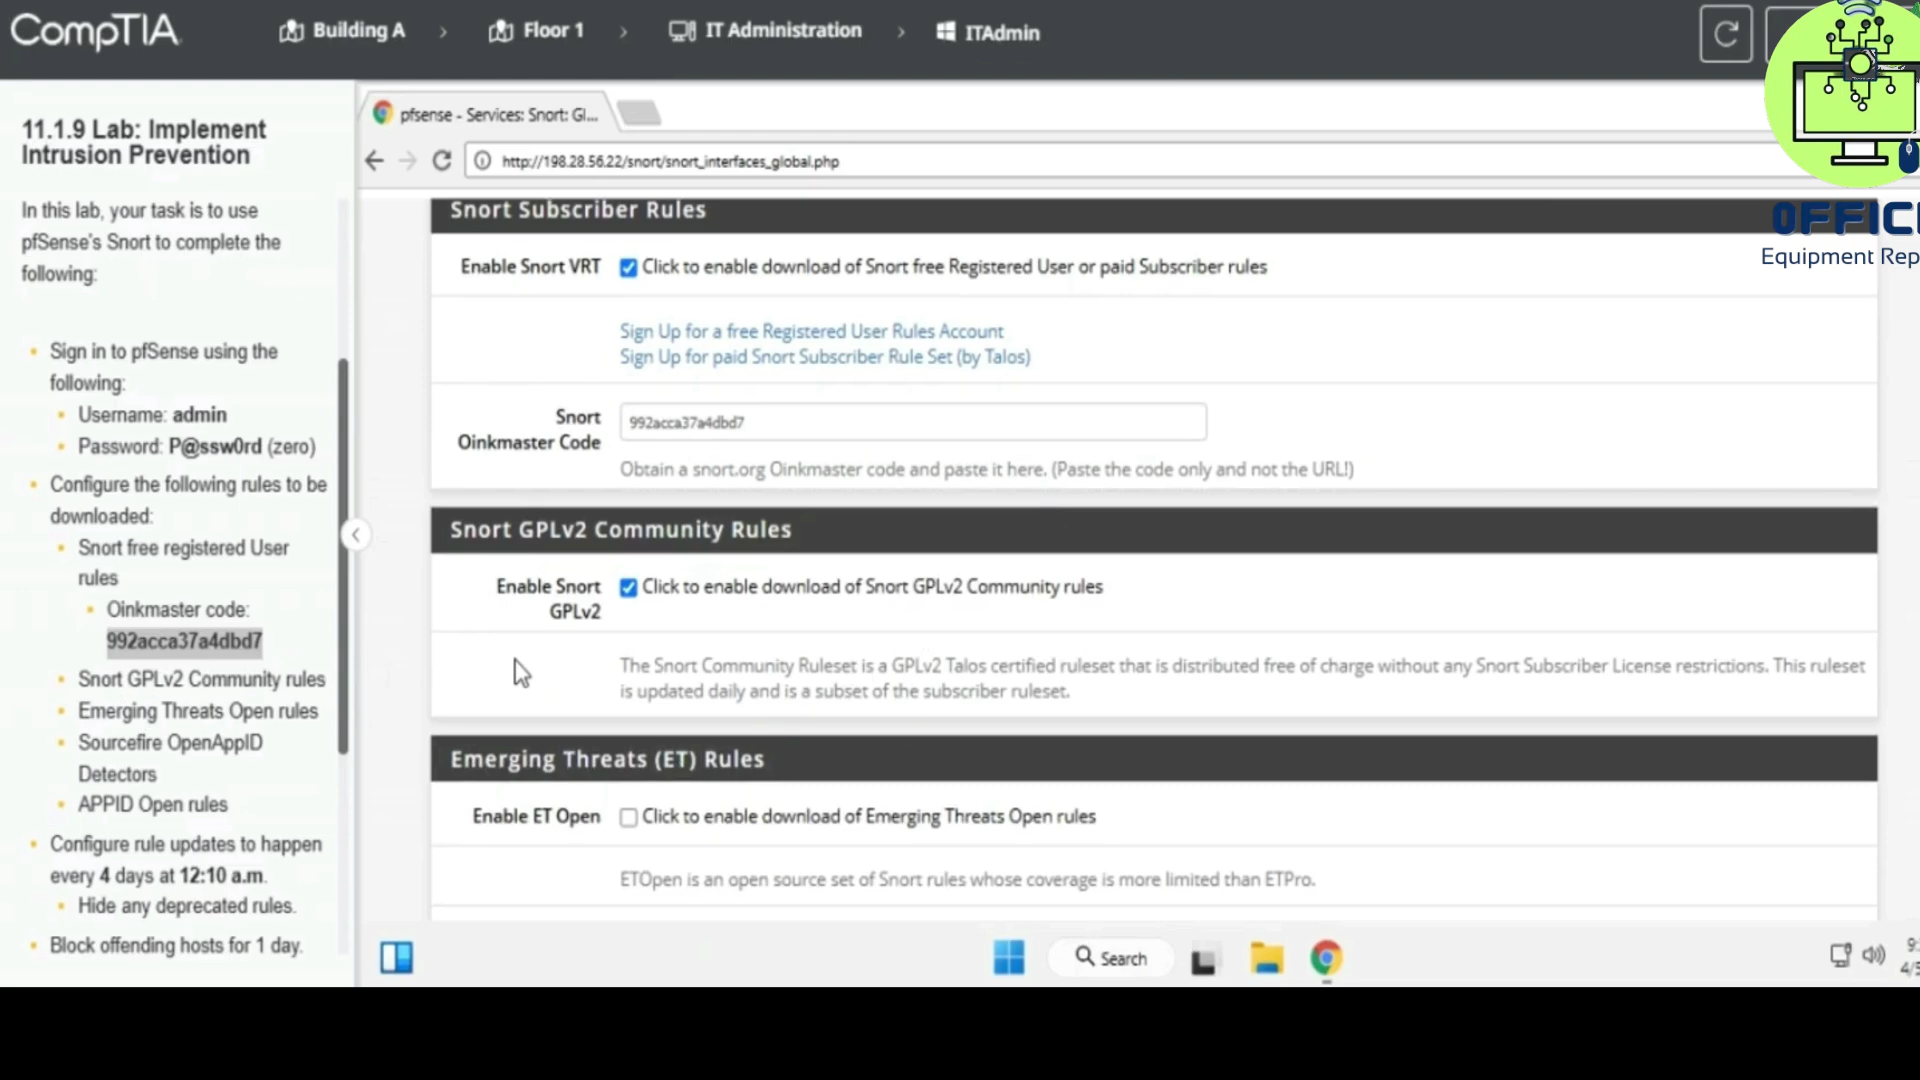 CompTIA
Building A > Floor 1 > IT Administration > ITAdmin
11.1.9 Lab: Implement
Intrusion Prevention
In this lab, your task is to use
pfSense's Snort to complete the
following:
Sign in to pfSense using the
following:
Username: admin
Password: P@ssw0rd (zero)
Configure the following rules to be
downloaded:
Snort free registered User
rules
Oinkmaster code:
992acca37a4dbd7
Snort GPLv2 Community rules
Emerging Threats Open rules
Sourcefire OpenAppID
Detectors
APPID Open rules
Configure rule updates to happen
every 4 days at 12:10 a.m.
Hide any deprecated rules.
Block offending hosts for 1 day.
pfsense - Services: Snort: Gl...
http://198.28.56.22/snort/snort_interfaces_global.php
OFFIC
Equipment Rep
Snort Subscriber Rules
Enable Snort VRT
Click to enable download of Snort free Registered User or paid Subscriber rules
Sign Up for a free Registered User Rules Account
Sign Up for paid Snort Subscriber Rule Set (by Talos)
Snort
Oinkmaster Code
992acca37a4dbd7
Obtain a snort.org Oinkmaster code and paste it here. (Paste the code only and not the URL!)
Snort GPLv2 Community Rules
Enable Snort
GPLv2
Click to enable download of Snort GPLv2 Community rules
The Snort Community Ruleset is a GPLv2 Talos certified ruleset that is distributed free of charge without any Snort Subscriber License restrictions. This ruleset
is updated daily and is a subset of the subscriber ruleset.
Emerging Threats (ET) Rules
Enable ET Open
Click to enable download of Emerging Threats Open rules
ETOpen is an open source set of Snort rules whose coverage is more limited than ETPro.
Search
9:
4/5